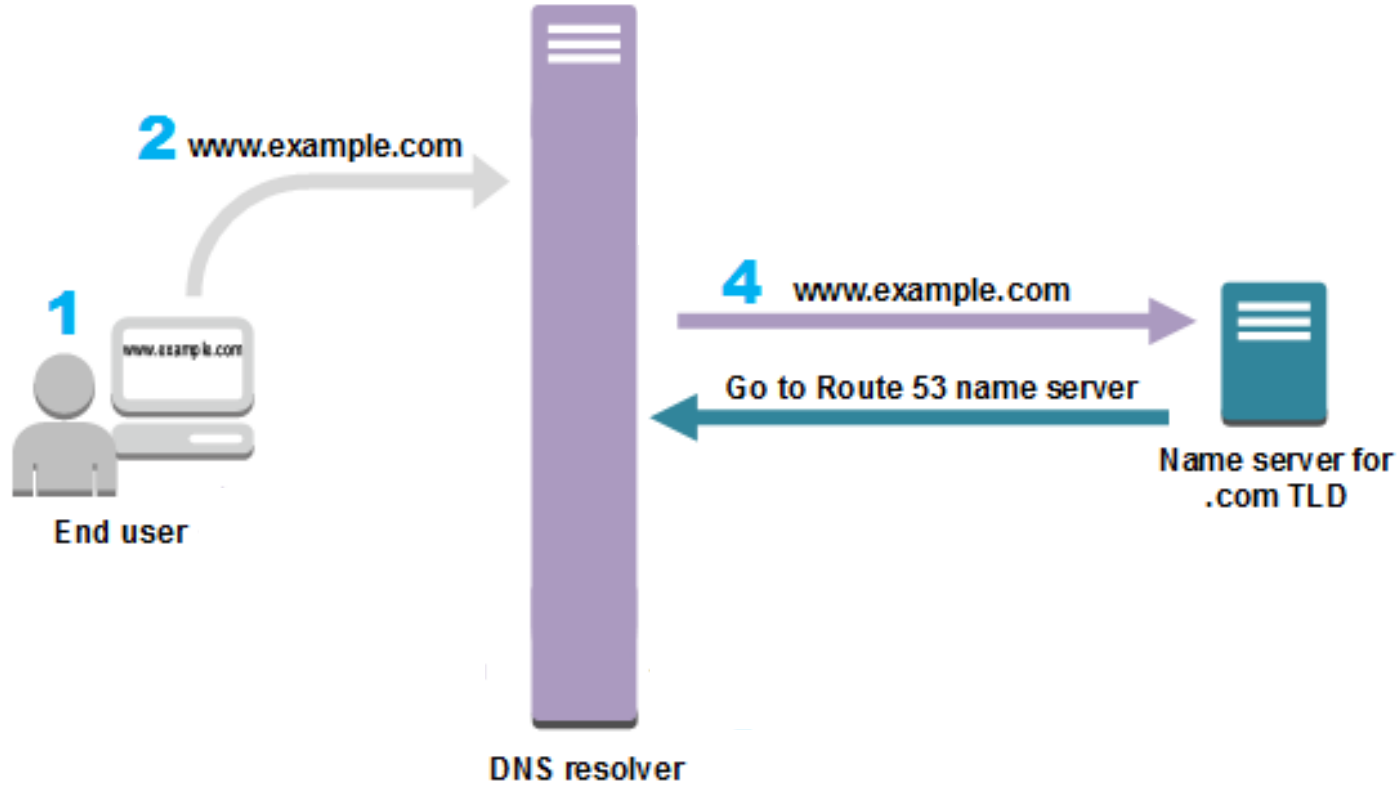 2 www.example.com
1
www.example.com
4 www.example.com
Go to Route 53 name server
Name server for
.com TLD
End user
DNS resolver